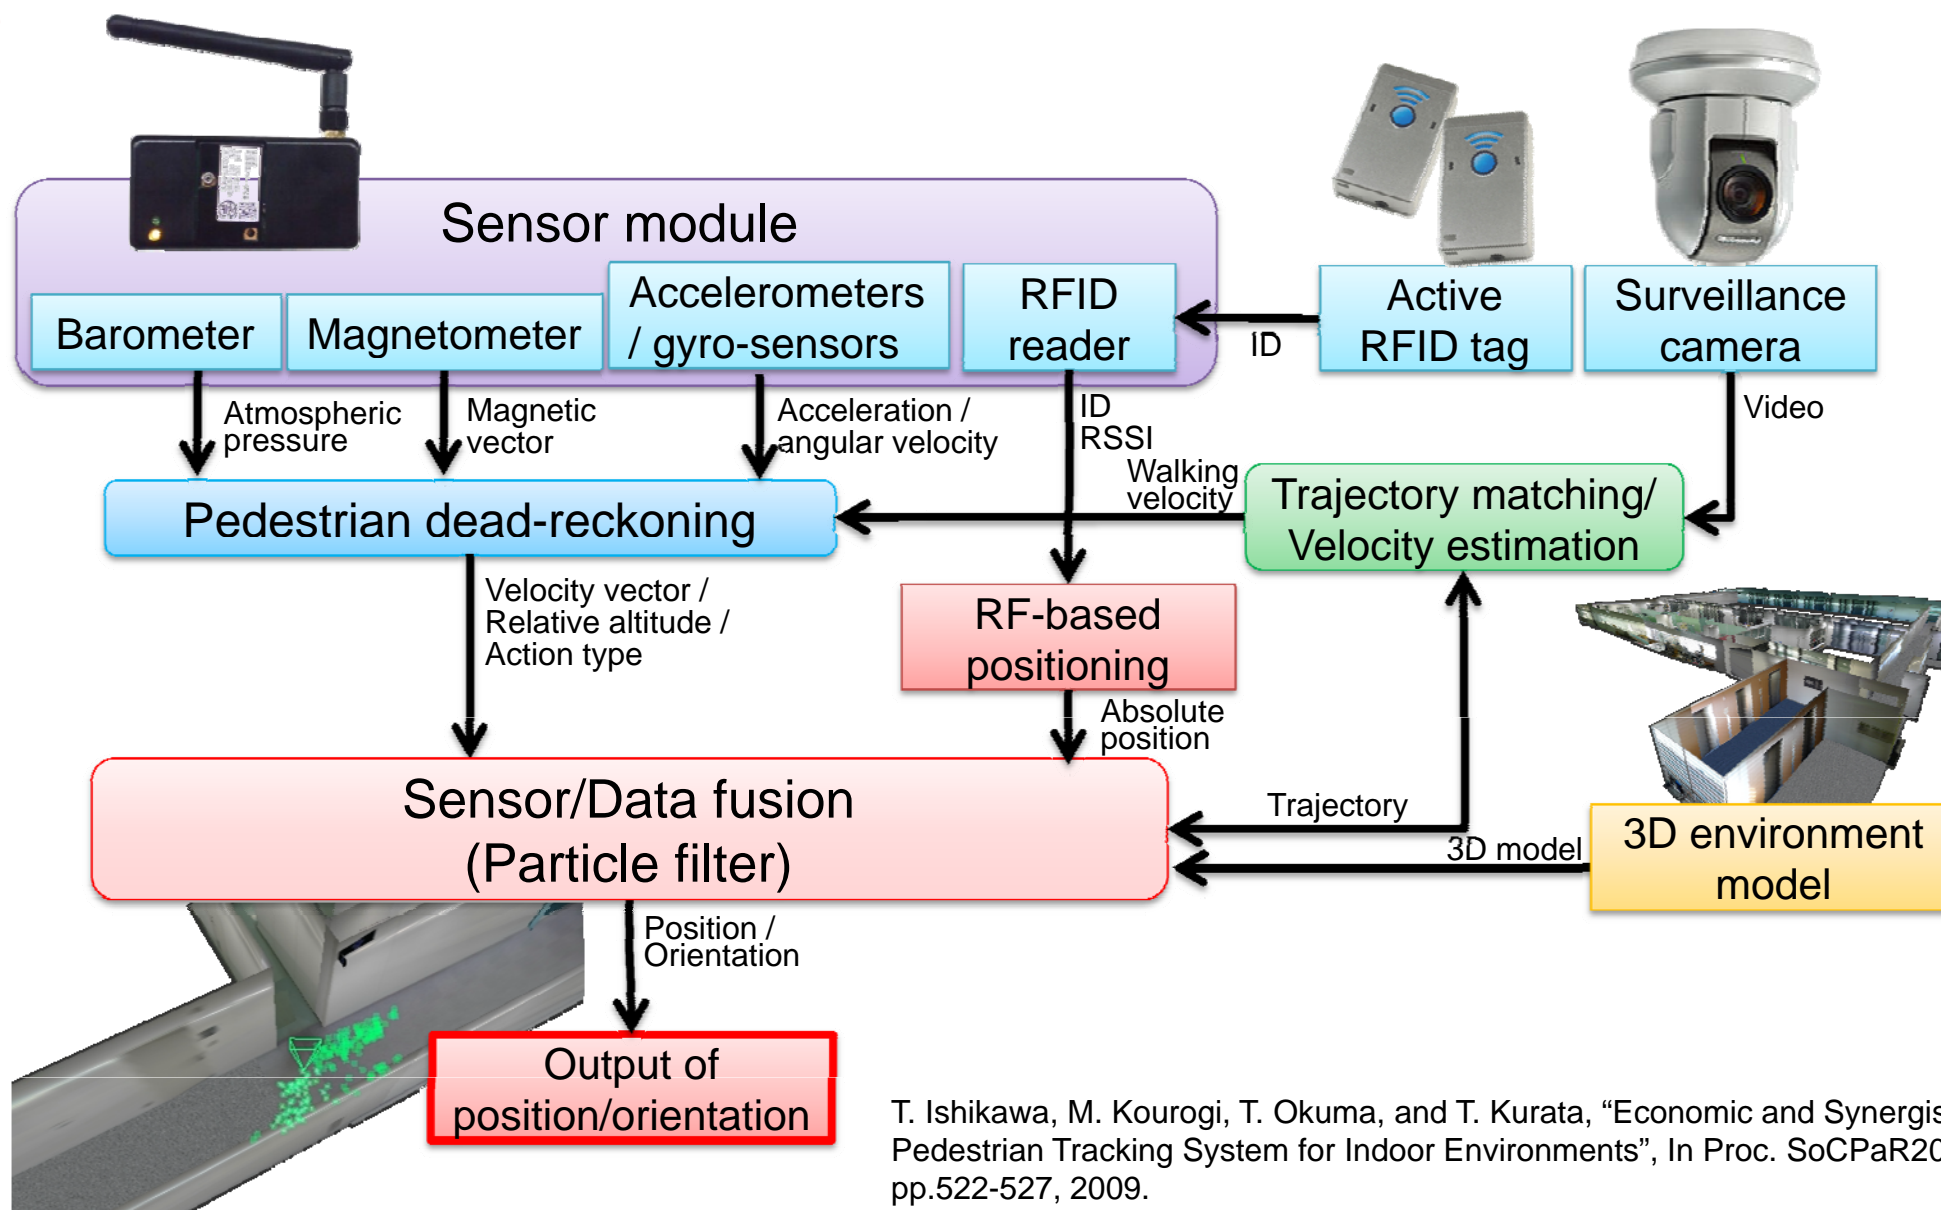 Sensor module
Barometer
Magnetometer
Accelerometers
/ gyro-sensors
RFID
reader
ID
Active
RFID tag
Surveillance
camera
Atmospheric
pressure
Magnetic
vector
Acceleration /
angular velocity
ID
RSSI
Video
Walking
velocity
Pedestrian dead-reckoning
Trajectory matching/
Velocity estimation
Velocity vector /
Relative altitude /
Action type
RF-based
positioning
Absolute
position
Sensor/Data fusion
(Particle filter)
Trajectory
3D model
3D environment
model
Position /
Orientation
Output of
position/orientation
T. Ishikawa, M. Kourogi, T. Okuma, and T. Kurata, “Economic and Synergis
Pedestrian Tracking System for Indoor Environments”, In Proc. SoCPaR20
pp.522-527, 2009.